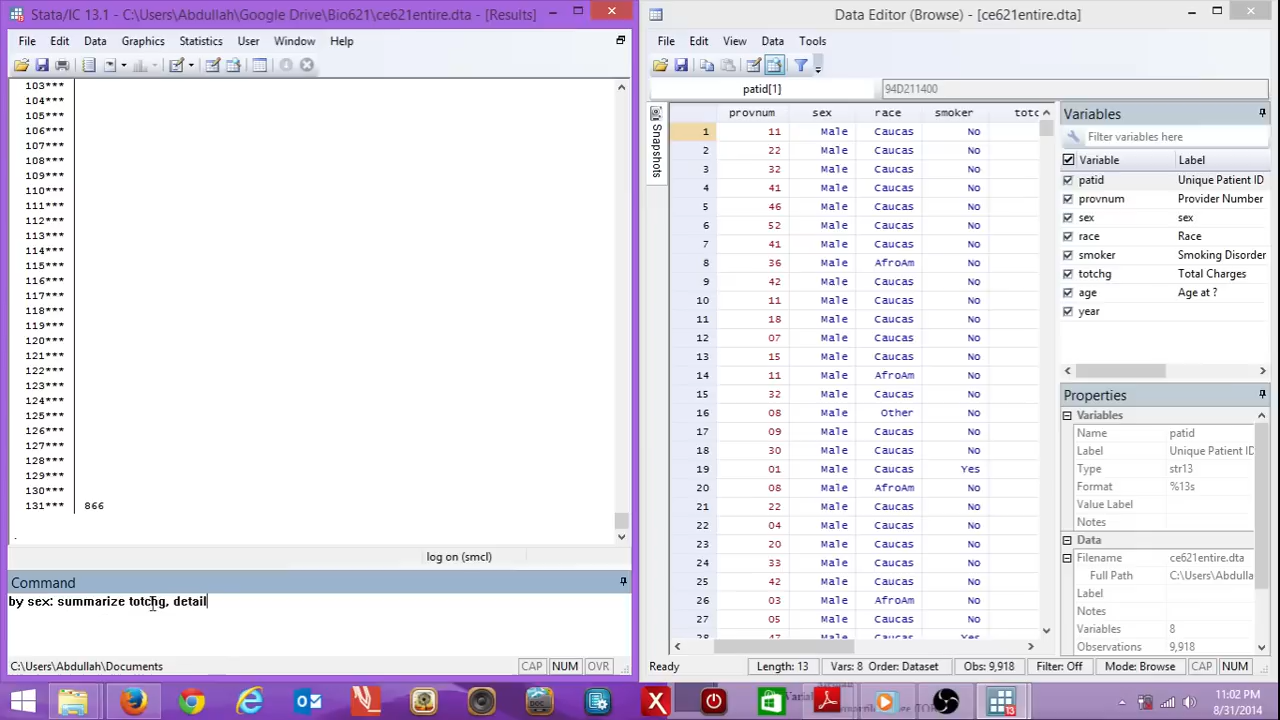 Stata/IC 13.1 - C:\Users\Abdullah\Google Drive\Bio621\ce621entire.dta - [Results]
File Edit Data Graphics Statistics User Window Help
103***
104***
105***
106***
107***
108***
109***
110***
111***
112***
113***
114***
115***
116***
117***
118***
119***
120***
121***
122***
123***
124***
125***
126***
127***
128***
129***
130***
131*** 866
.
log on (smcl)
Command
by sex: summarize totchg, detail
C:\Users\Abdullah\Documents CAP NUM OVR
Data Editor (Browse) - [ce621entire.dta]
File Edit View Data Tools
patid[1] 94D211400
Snapshots
provnum sex race smoker totc
1 11 Male Caucas No
2 22 Male Caucas No
3 32 Male Caucas No
4 41 Male Caucas No
5 46 Male Caucas No
6 52 Male Caucas No
7 41 Male Caucas No
8 36 Male AfroAm No
9 42 Male Caucas No
10 11 Male Caucas No
11 18 Male Caucas No
12 07 Male Caucas No
13 15 Male Caucas No
14 11 Male AfroAm No
15 32 Male Caucas No
16 08 Male Other No
17 09 Male Caucas No
18 30 Male Caucas No
19 01 Male Caucas Yes
20 08 Male AfroAm No
21 22 Male Caucas No
22 04 Male Caucas No
23 20 Male Caucas No
24 33 Male Caucas No
25 42 Male Caucas No
26 03 Male AfroAm No
27 05 Male Caucas No
28 47 Male Caucas Yes
Variables
Filter variables here
Variable Label
patid Unique Patient ID
provnum Provider Number
sex sex
race Race
smoker Smoking Disorder
totchg Total Charges
age Age at ?
year
Properties
Variables
Name patid
Label Unique Patient ID
Type str13
Format %13s
Value Label
Notes
Data
Filename ce621entire.dta
Full Path C:\Users\Abdulla
Label
Notes
Variables 8
Observations 9,918
Ready Length: 13 Vars: 8 Order: Dataset Obs: 9,918 Filter: Off Mode: Browse CAP NUM
11:02 PM
8/31/2014